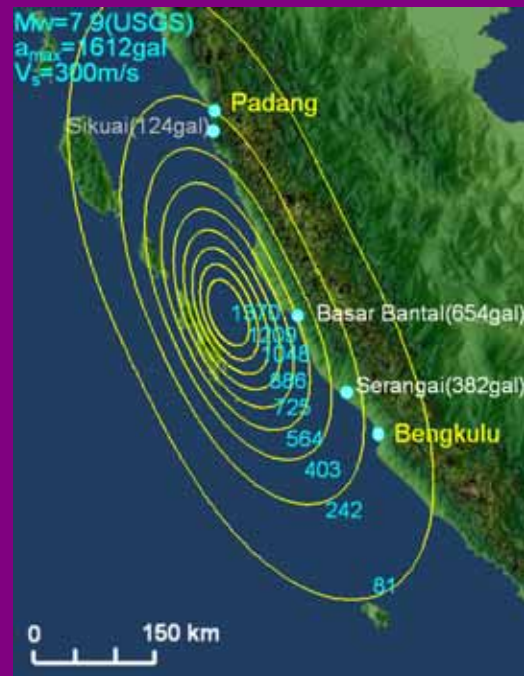 Mw=7.9(USGS)
amax=1612gal
Vs=300m/s
Padang
Sikuai(124gal)
1370
Basar Bantal(654gal)
1209
1048
886
Serangai(382gal)
725
564
Bengkulu
403
242
81
0 150 km